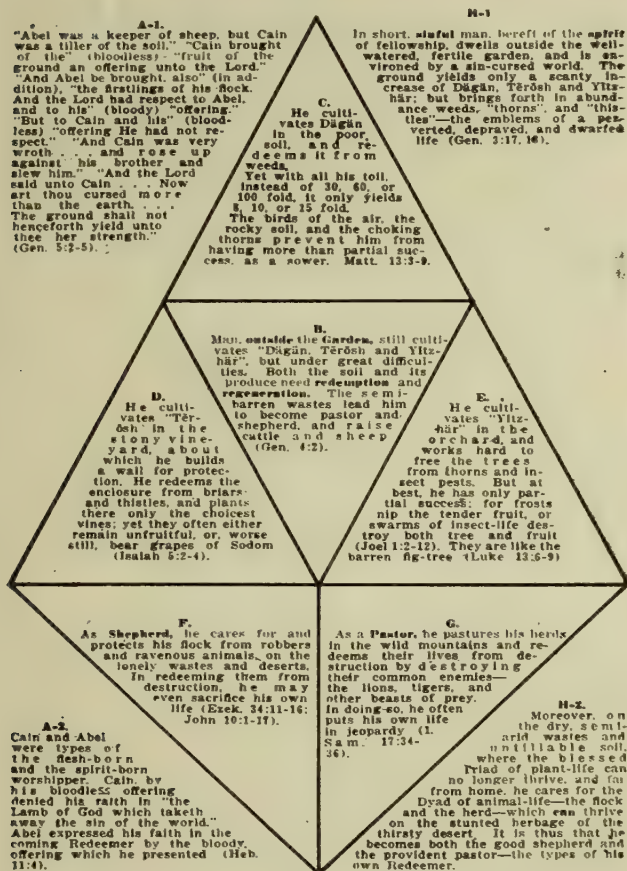 A-1.
"Abel was a keeper of sheep, but Cain
was a tiller of the soil." "Cain brought
of the" (bloodless) "fruit of the
ground an offering unto the Lord."
"And Abel be brought, also" (in ad-
dition), "the firstlings of his flock.
And the Lord had respect to Abel,
and to his" (bloody) "offering."
"But to Cain and his" (blood-
less) "offering He had not re-
spect." "And Cain was very
wroth . . . and rose up
against his brother and
slew him." "And the Lord
said unto Cain . . . Now
art thou cursed more
than the earth. . . .
The ground shall not
henceforth yield unto
thee her strength."
(Gen. 5:2-5).
H-1
In short, sinful man, bereft of the spirit
of fellowship, dwells outside the well-
watered, fertile garden, and is en-
vironed by a sin-cursed world. The
ground yields only a scanty in-
crease of Dägän, Tērōsh and Yītz-
här; but brings forth in abund-
ance weeds, "thorns", and "this-
tles"—the emblems of a per-
verted, depraved, and dwarfed
life (Gen. 3:17, 18).
C.
He culti-
vates Dägän
in the poor,
soil, and re-
deems it from
weeds.
Yet with all his toil,
instead of 30, 60, or
100 fold, it only yields
8, 10, or 15 fold.
The birds of the air, the
rocky soil, and the choking
thorns prevent him from
having more than partial suc-
cess, as a sower. Matt. 13:3-9.
B.
Man, outside the Garden, still culti-
vates "Dägän, Tērōsh and Yītz-
här", but under great difficul-
ties. Both the soil and its
produce need redemption and
regeneration. The semi-
barren wastes lead him
to become pastor and
shepherd, and raise
cattle and sheep
(Gen. 4:2).
D.
He culti-
vates "Tēr-
ōsh" in the
stony vine-
yard, about
which he builds
a wall for protec-
tion. He redeems the
enclosure from briars
and thistles, and plants
there only the choicest
vines; yet they often either
remain unfruitful, or, worse
still, bear grapes of Sodom
(Isaiah 5:2-4).
E.
He culti-
vates "Yītz-
här" in the
orchard, and
works hard to
free the trees
from thorns and in-
sect pests. But at
best, he has only par-
tial success; for frosts
nip the tender fruit, or
swarms of insect-life des-
troy both tree and fruit
(Joel 1:2-12). They are like the
barren fig-tree (Luke 13:6-9)
F.
As Shepherd, he cares for and
protects his flock from robbers
and ravenous animals, on the
lonely wastes and deserts.
In redeeming them from
destruction, he may
even sacrifice his own
life (Ezek. 34:11-16;
John 10:1-17).
G.
As a Pastor, he pastures his herds
in the wild mountains and re-
deems their lives from de-
struction by destroying
their common enemies—
the lions, tigers, and
other beasts of prey.
In doing so, he often
puts his own life
in jeopardy (1.
Sam. 17:34-
36).
A-2.
Cain and Abel
were types of
the flesh-born
and the spirit-born
worshipper. Cain, by
his bloodless offering
denied his faith in "the
Lamb of God which taketh
away the sin of the world."
Abel expressed his faith in the
coming Redeemer by the bloody,
offering which he presented (Heb.
11:4).
H-2.
Moreover, on
the dry, semi-
arid wastes and
untillable soil,
where the blessed
Triad of plant-life can
no longer thrive, and far
from home, he cares for the
Dyad of animal-life—the flock
and the herd—which can thrive
on the stunted herbage of the
thirsty desert. It is thus that he
becomes both the good shepherd and
the provident pastor—the types of his
own Redeemer.